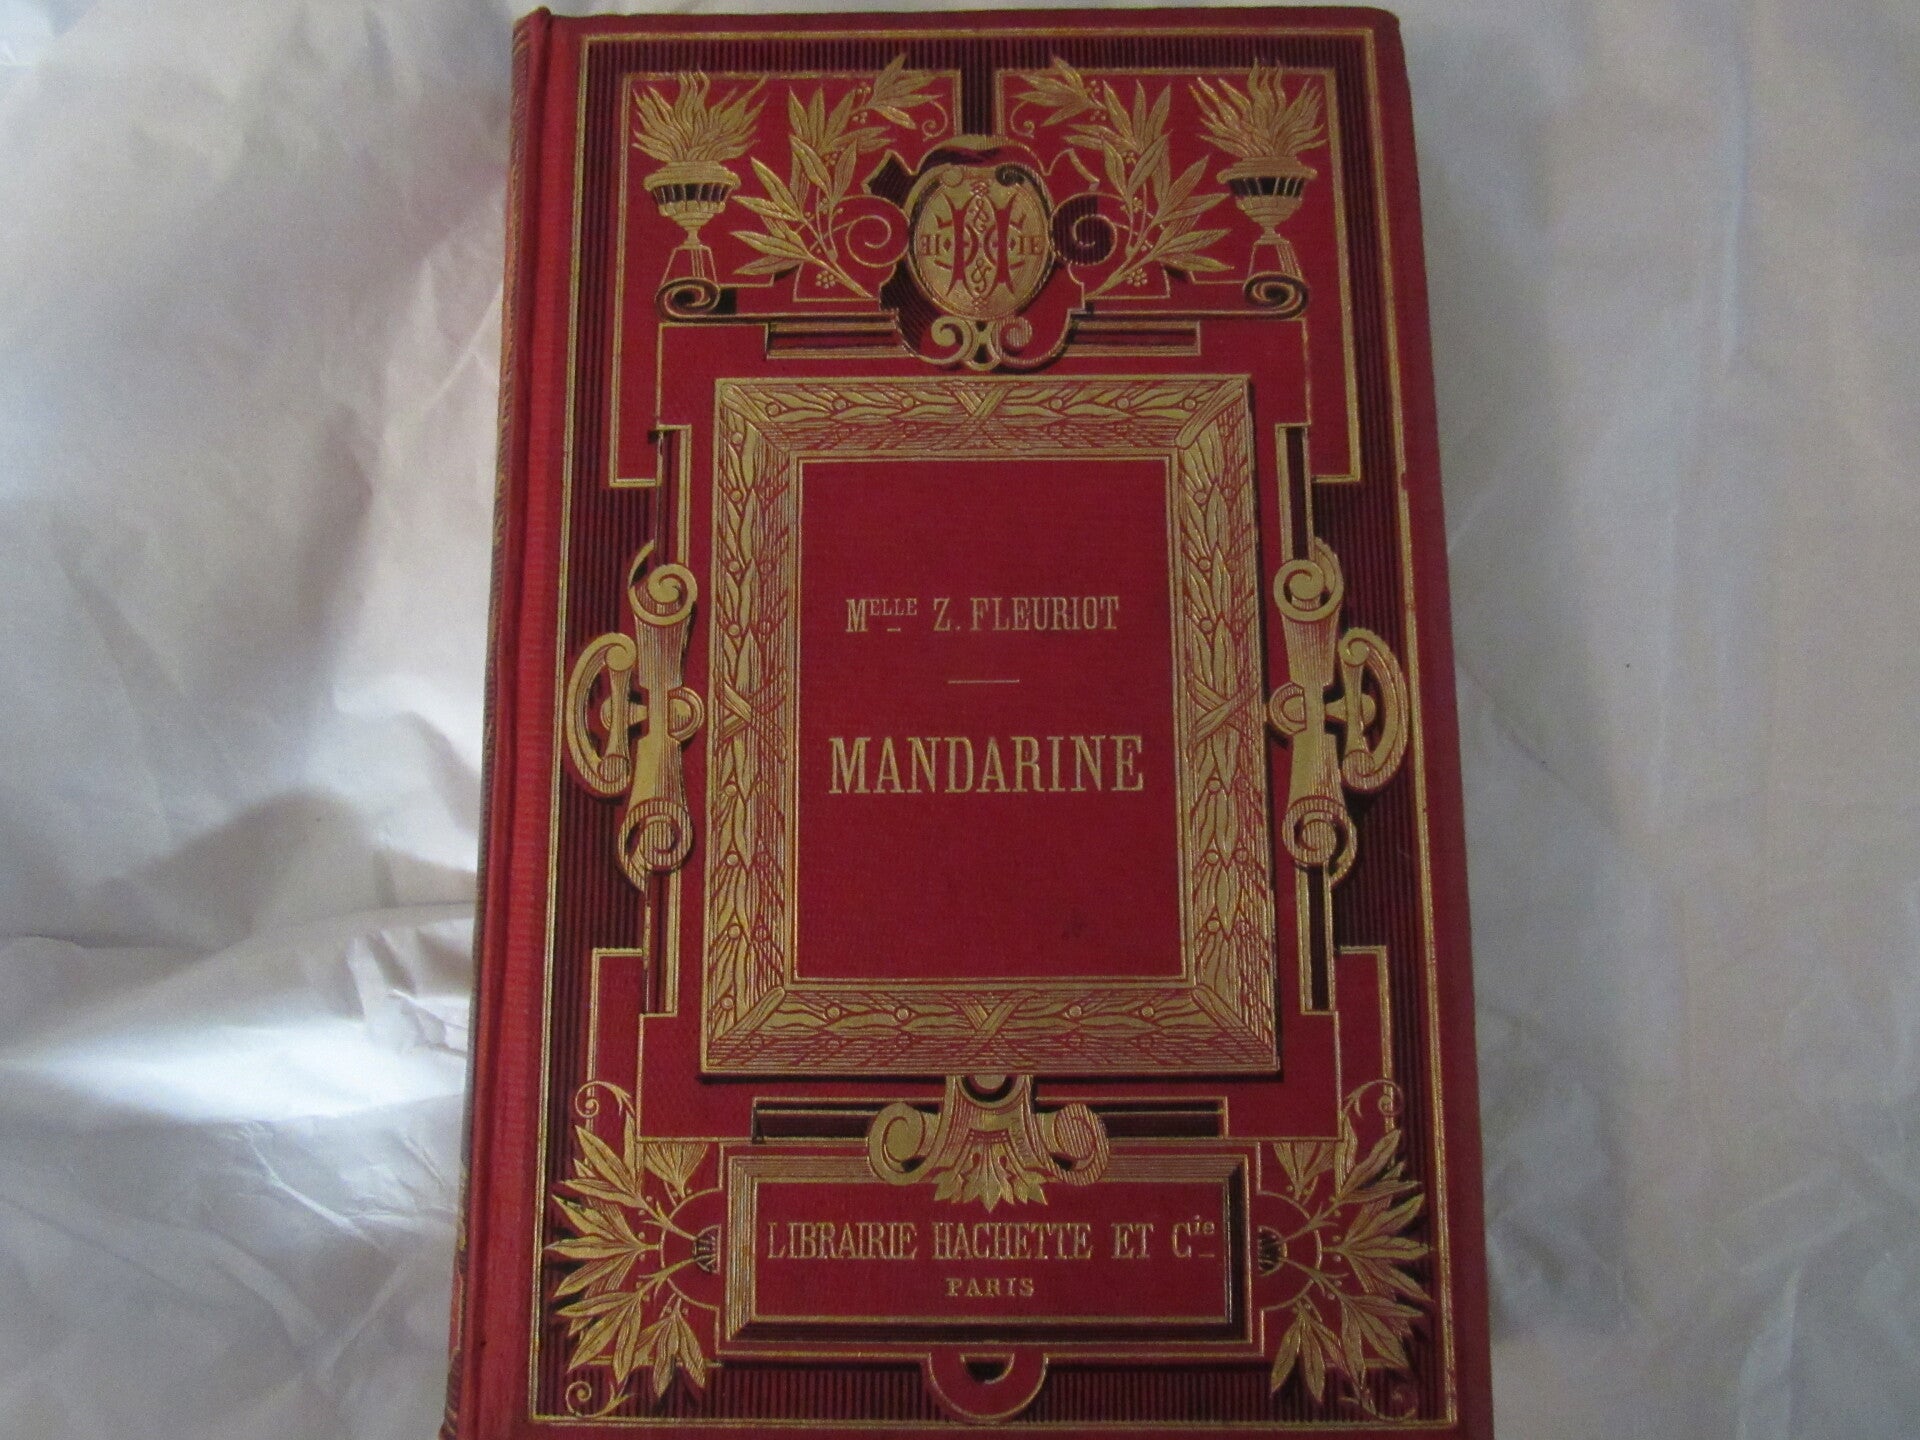 Melle Z. FLEURIOT
MANDARINE
LIBRAIRIE HACHETTE ET Cie
PARIS